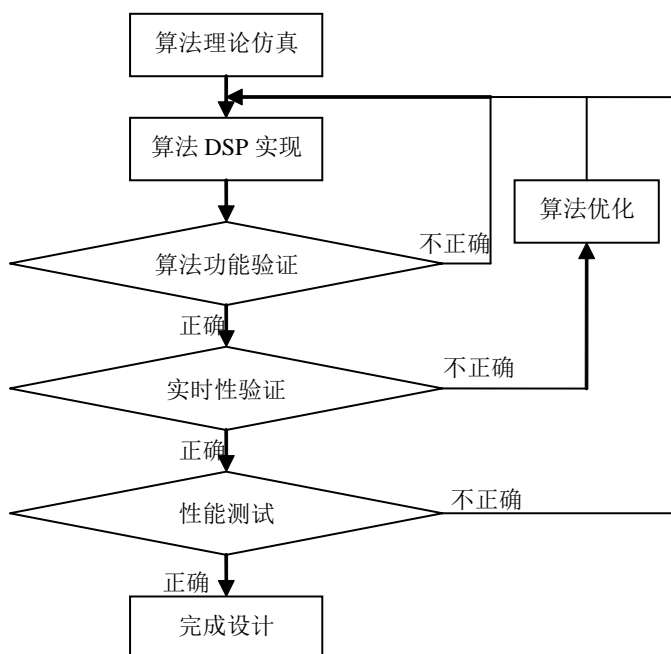 算法理论仿真
算法 DSP 实现
算法优化
不正确
算法功能验证
正确
不正确
实时性验证
正确
不正确
性能测试
正确
完成设计